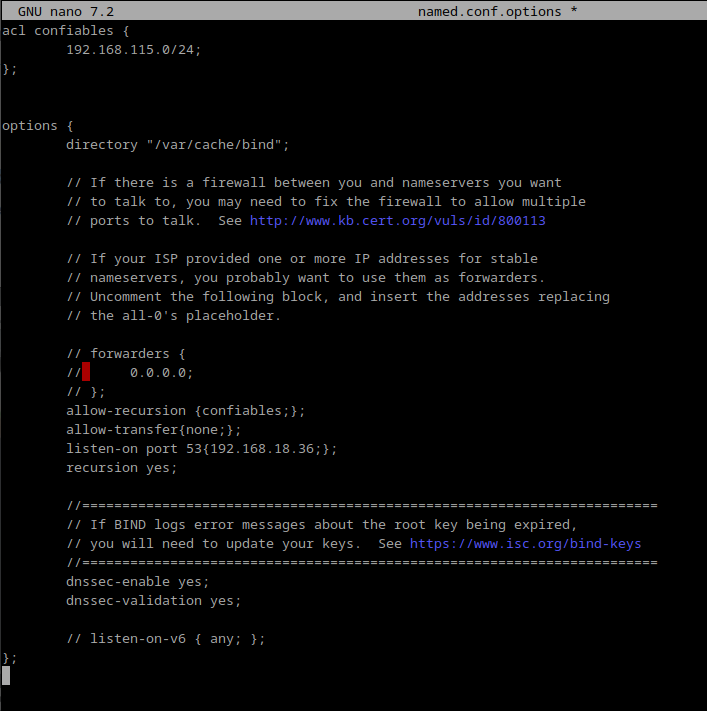 GNU nano 7.2 named.conf.options *
acl confiables {
192.168.115.0/24;
};
options {
directory "/var/cache/bind";
// If there is a firewall between you and nameservers you want
// to talk to, you may need to fix the firewall to allow multiple
// ports to talk.  See http://www.kb.cert.org/vuls/id/800113
// If your ISP provided one or more IP addresses for stable
// nameservers, you probably want to use them as forwarders.
// Uncomment the following block, and insert the addresses replacing
// the all-0's placeholder.
// forwarders {
//      0.0.0.0;
// };
allow-recursion {confiables;};
allow-transfer{none;};
listen-on port 53{192.168.18.36;};
recursion yes;
//========================================================================
// If BIND logs error messages about the root key being expired,
// you will need to update your keys.  See https://www.isc.org/bind-keys
//========================================================================
dnssec-enable yes;
dnssec-validation yes;
// listen-on-v6 { any; };
};